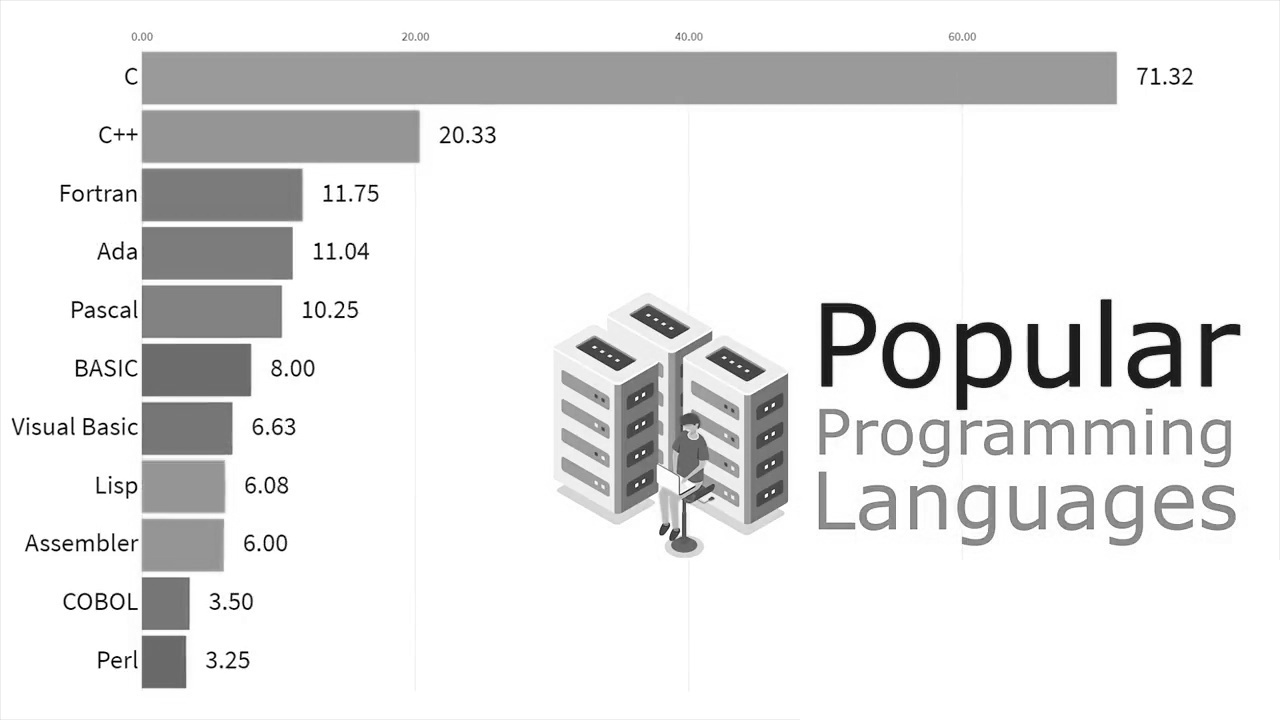 0.00 20.00 40.00 60.00
C 71.32
C++ 20.33
Fortran 11.75
Ada 11.04
Pascal 10.25
BASIC 8.00
Visual Basic 6.63
Lisp 6.08
Assembler 6.00
COBOL 3.50
Perl 3.25
Popular
Programming
Languages